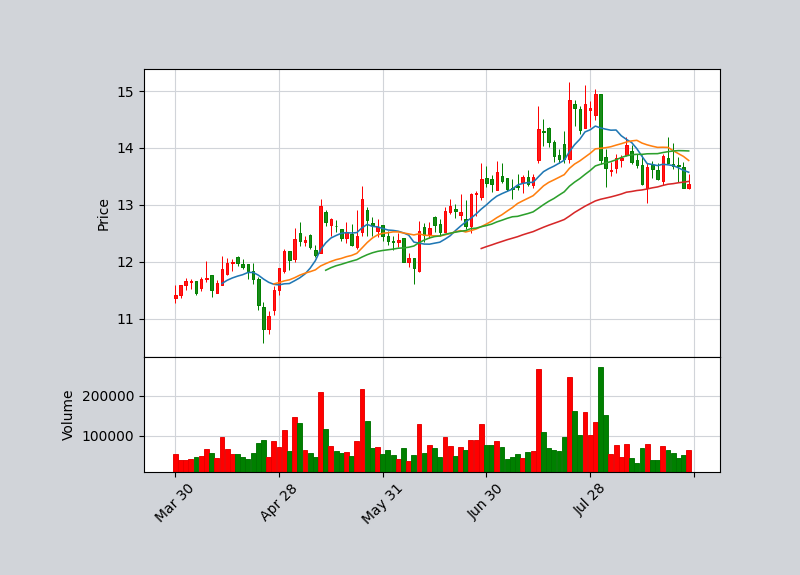 15
14
13
12
11
Price
200000
100000
Volume
Mar 30
Apr 28
May 31
Jun 30
Jul 28